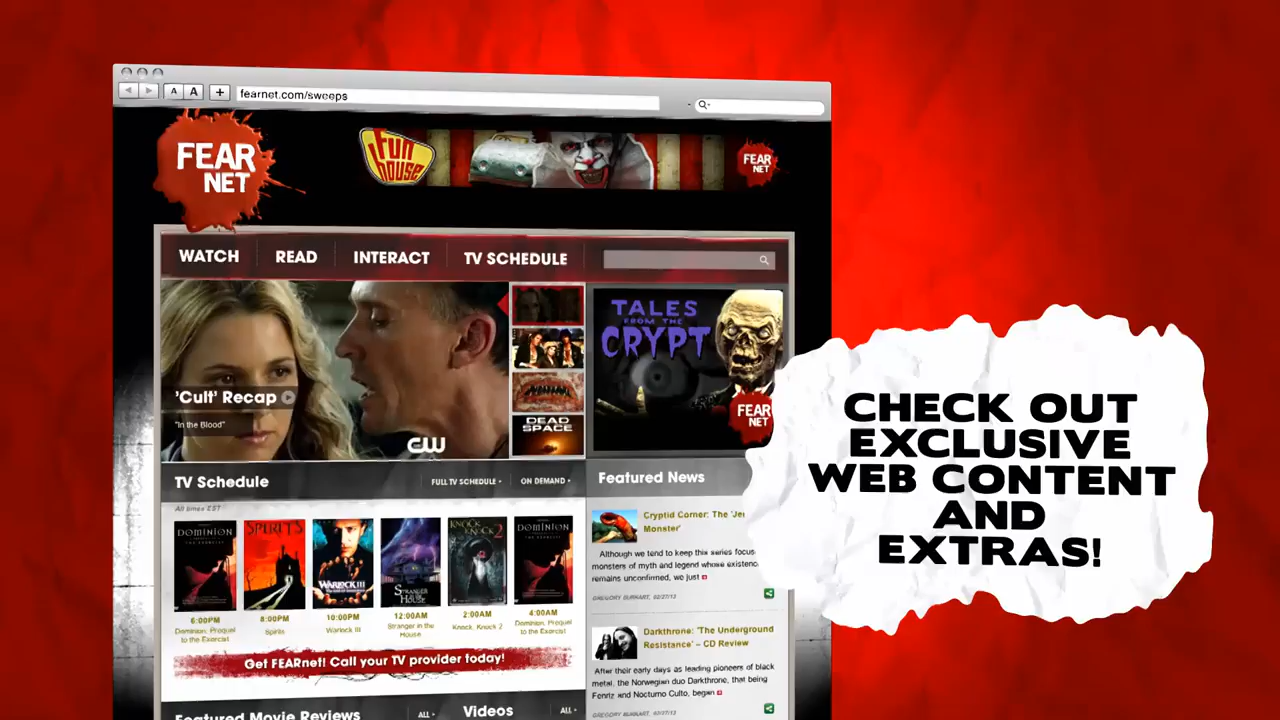 A A +
fearnet.com/sweeps
FEAR
NET
Fun
House
FEAR
NET
WATCH
READ
INTERACT
TV SCHEDULE
'Cult' Recap
"In the Blood"
CW
DEAD
SPACE
TALES
FROM THE
CRYPT
FEAR
NET
TV Schedule
FULL TV SCHEDULE
ON DEMAND
All times EST
DOMINION
SPIRITS
WARLOCK III
STRANGER
IN THE
HOUSE
KNOCK
KNOCK 2
DOMINION
6:00PM
Dominion: Prequel
to the Exorcist
8:00PM
Spirits
10:00PM
Warlock III
12:00AM
Stranger in the
House
2:00AM
Knock, Knock 2
4:00AM
Dominion: Prequel
to the Exorcist
Get FEARnet! Call your TV provider today!
Featured Movie Reviews
ALL
Videos
ALL
Featured News
Cryptid Corner: The
Monster'
Although we tend to keep this series
monsters of myth and legend whose
remains unconfirmed, we just
GREGORY BURKART, 02/27/13
Darkthrone: 'The Underground
Resistance' – CD Review
After their early days as leading pioneers of black
metal, the Norwegian duo Darkthrone, that being
Fenriz and Nocturno Culto, began
GREGORY BURKART,
CHECK OUT
EXCLUSIVE
WEB CONTENT
AND
EXTRAS!